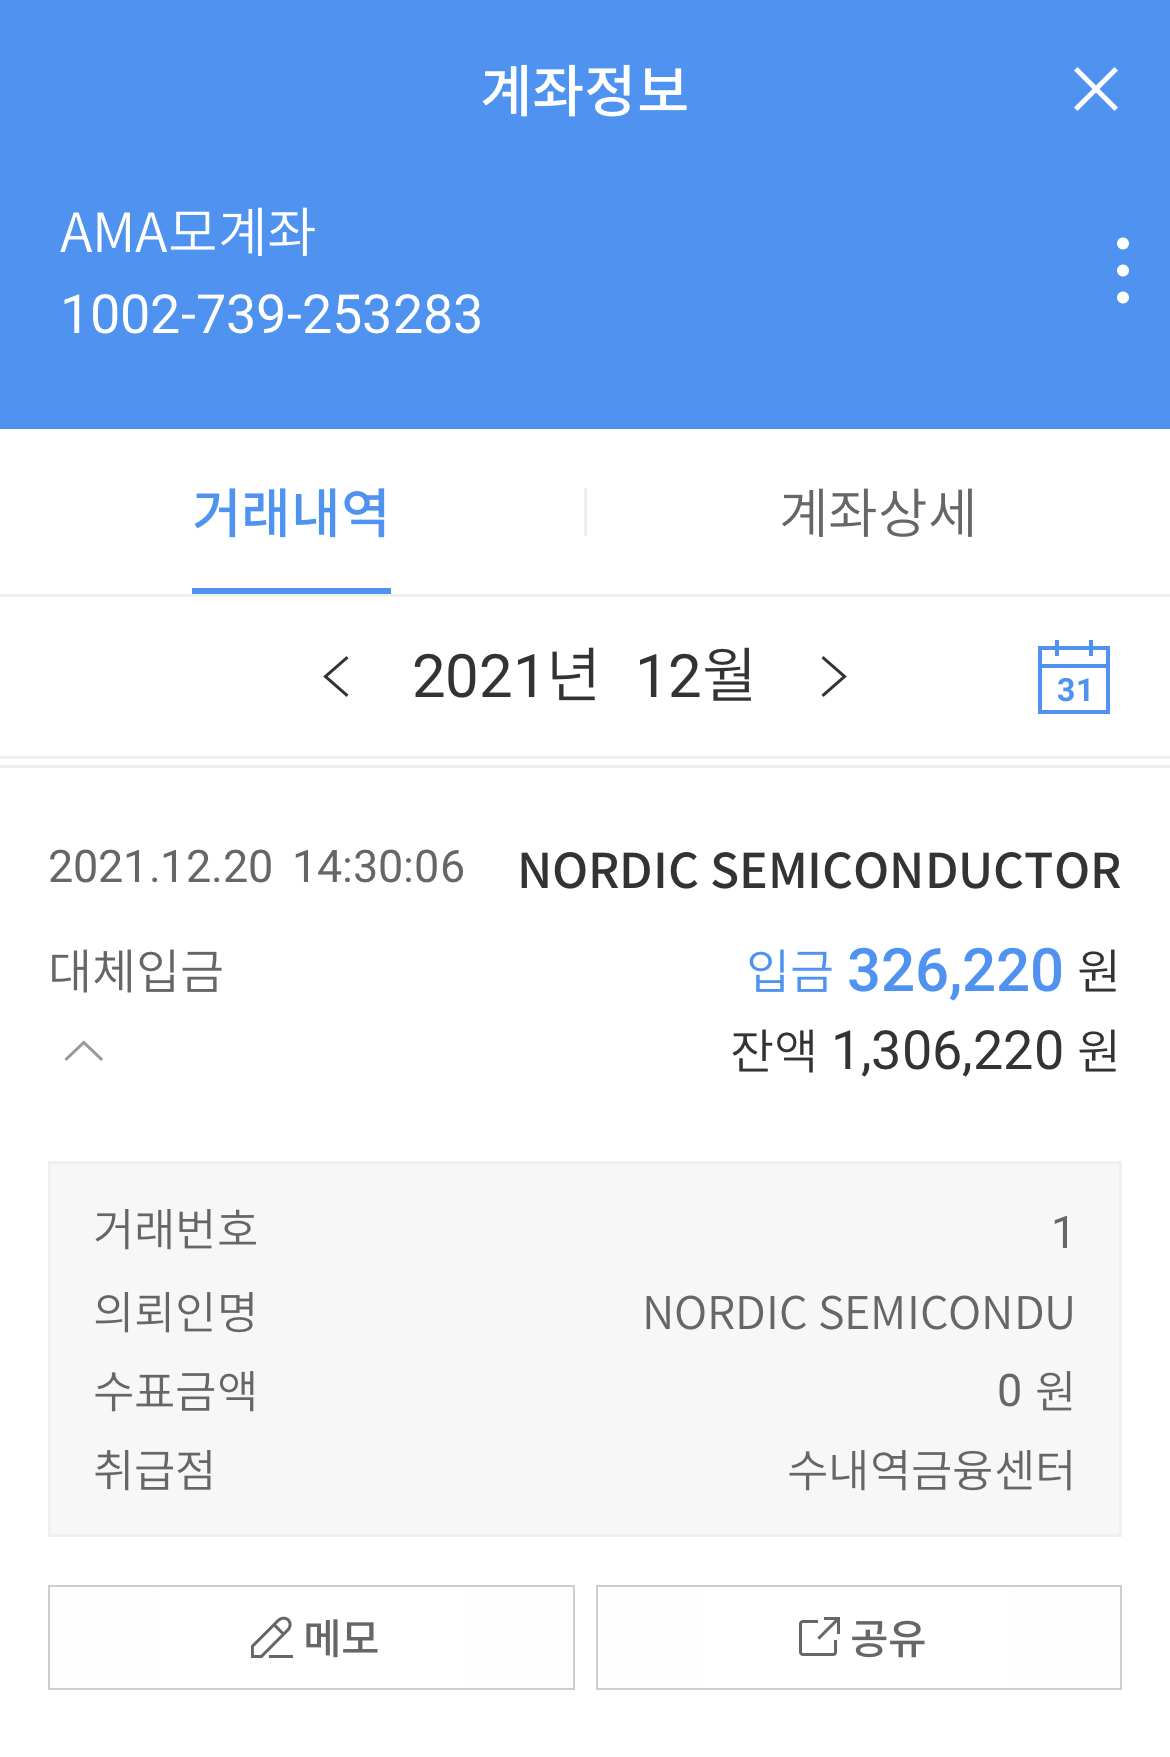 계좌정보
AMA모계좌
1002-739-253283
거래내역 계좌상세
2021년 12월 31
2021.12.20 14:30:06 NORDIC SEMICONDUCTOR
대체입금 입금 326,220 원
잔액 1,306,220 원
거래번호 1
의뢰인명 NORDIC SEMICONDU
수표금액 0 원
취급점 수내역금융센터
메모 공유